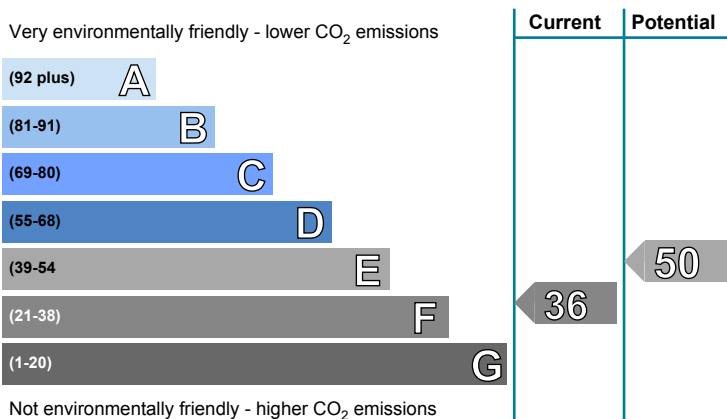 Current Potential
Very environmentally friendly - lower CO2 emissions
(92 plus) A
(81-91) B
(69-80) C
(55-68) D
(39-54 E
50
(21-38) F
36
(1-20) G
Not environmentally friendly - higher CO2 emissions